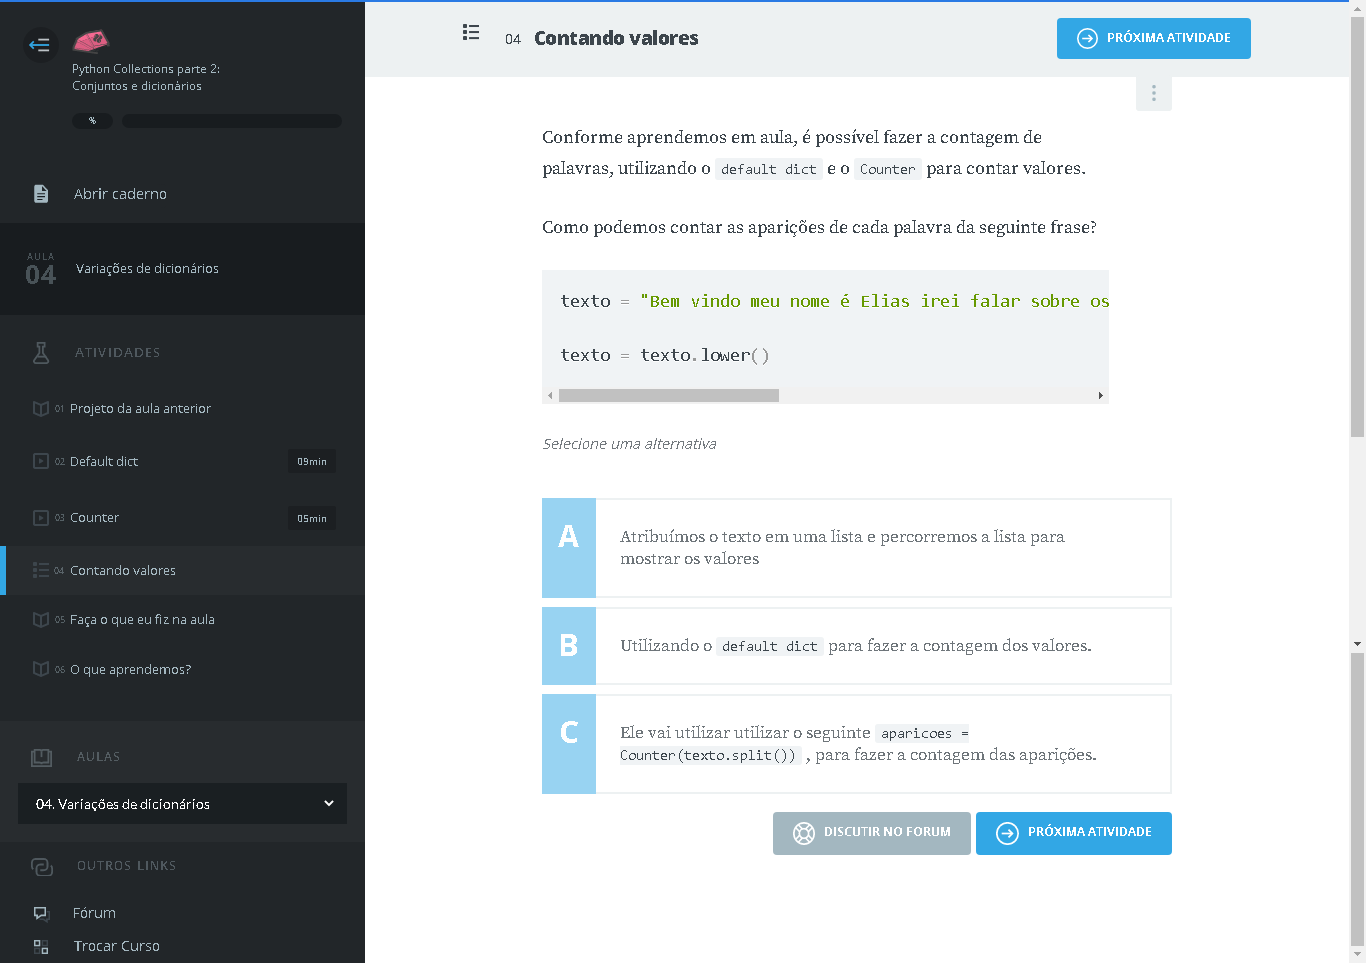 Python Collections parte 2:
Conjuntos e dicionários
%
Abrir caderno
AULA
04
Variações de dicionários
ATIVIDADES
01 Projeto da aula anterior
02 Default dict 09min
03 Counter 05min
04 Contando valores
05 Faça o que eu fiz na aula
06 O que aprendemos?
AULAS
04. Variações de dicionários
OUTROS LINKS
Fórum
Trocar Curso
04 Contando valores
PRÓXIMA ATIVIDADE
Conforme aprendemos em aula, é possível fazer a contagem de
palavras, utilizando o default dict e o Counter para contar valores.
Como podemos contar as aparições de cada palavra da seguinte frase?
texto = "Bem vindo meu nome é Elias irei falar sobre os
texto = texto.lower()
Selecione uma alternativa
A
Atribuímos o texto em uma lista e percorremos a lista para
mostrar os valores
B
Utilizando o default dict para fazer a contagem dos valores.
C
Ele vai utilizar utilizar o seguinte aparicoes =
Counter(texto.split()) , para fazer a contagem das aparições.
DISCUTIR NO FORUM
PRÓXIMA ATIVIDADE